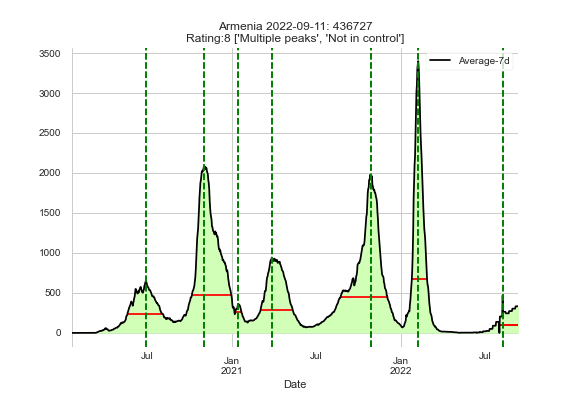 Armenia 2022-09-11: 436727
Rating:8 ['Multiple peaks', 'Not in control']
Average-7d
3500
3000
2500
2000
1500
1000
500
0
Jul
Jan
2021
Jul
Jan
2022
Jul
Date